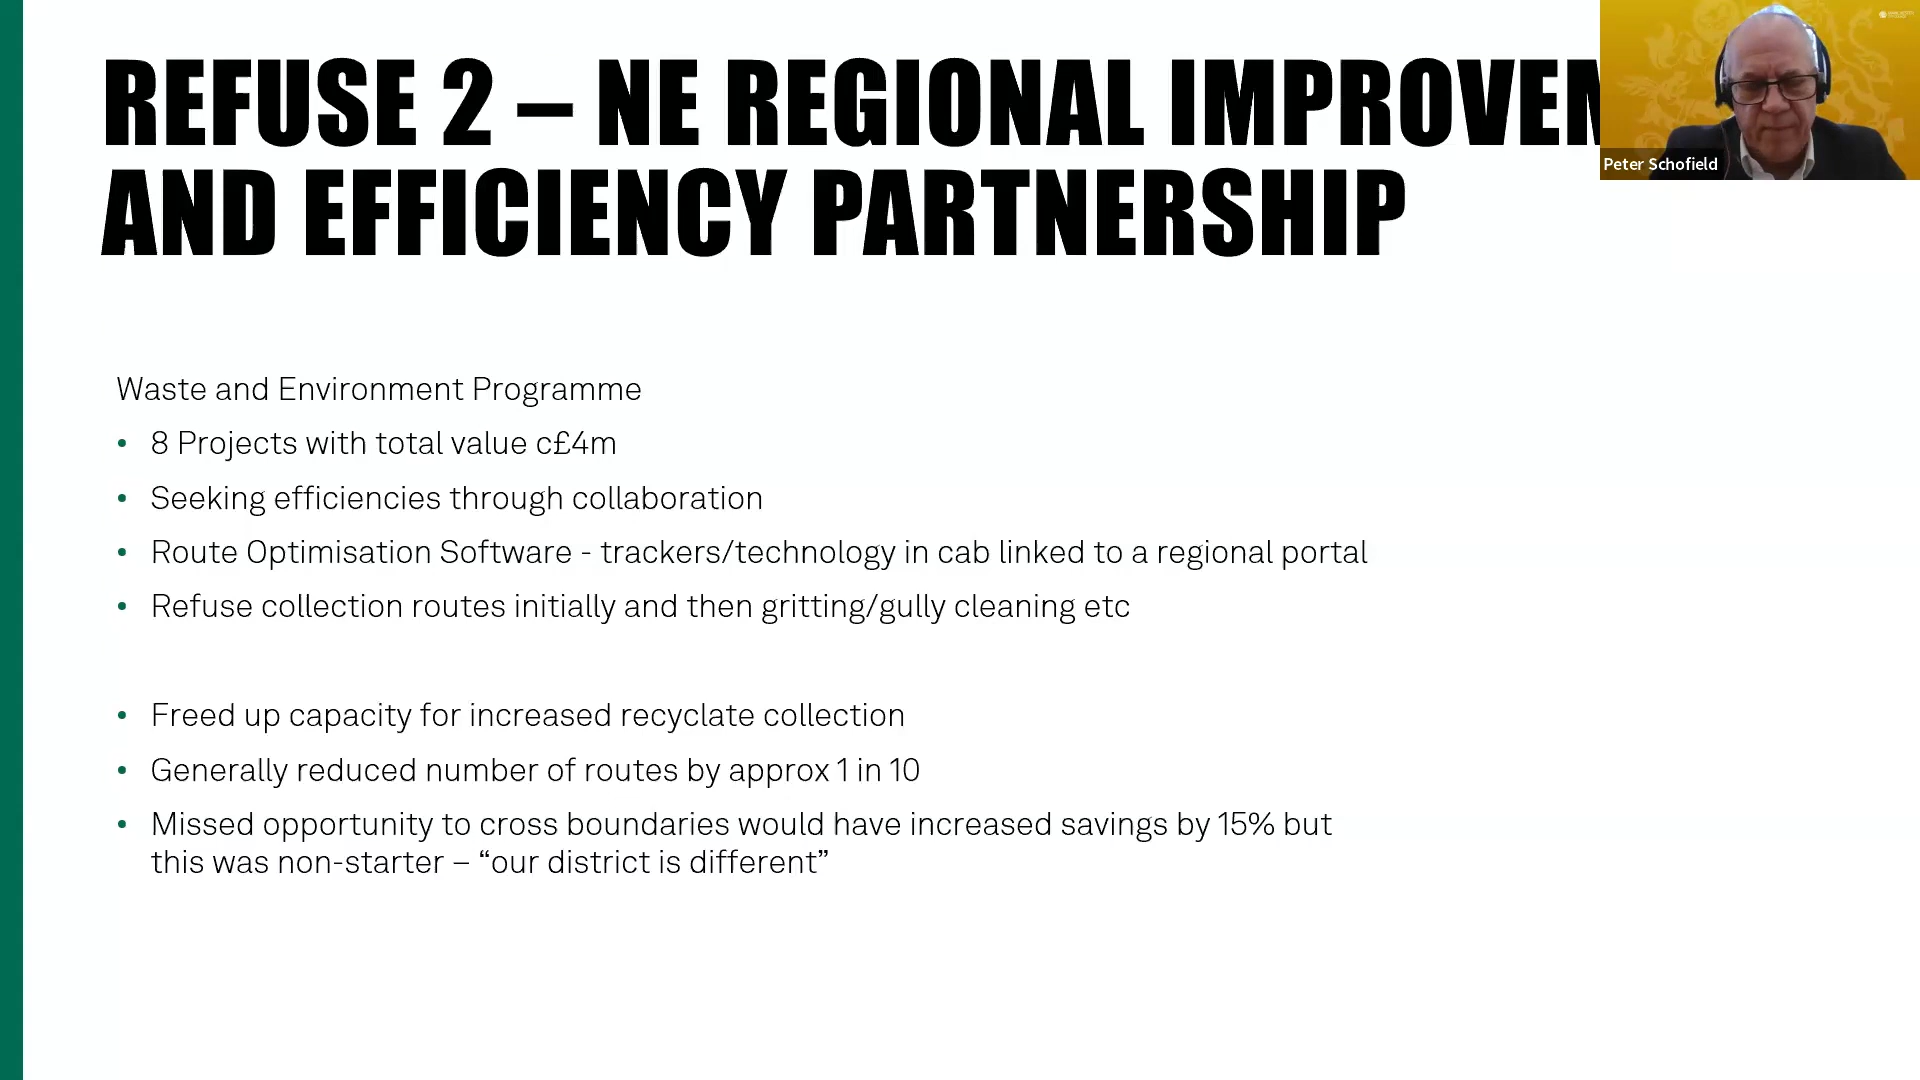 REFUSE 2 – NE REGIONAL
AND EFFICIENCY PARTNERSHIP
Peter Schofield
Waste and Environment Programme
• 8 Projects with total value c£4m
• Seeking efficiencies through collaboration
• Route Optimisation Software - trackers/technology in cab linked to a regional portal
• Refuse collection routes initially and then gritting/gully cleaning etc
• Freed up capacity for increased recyclate collection
• Generally reduced number of routes by approx 1 in 10
• Missed opportunity to cross boundaries would have increased savings by 15% but
this was non-starter – “our district is different”